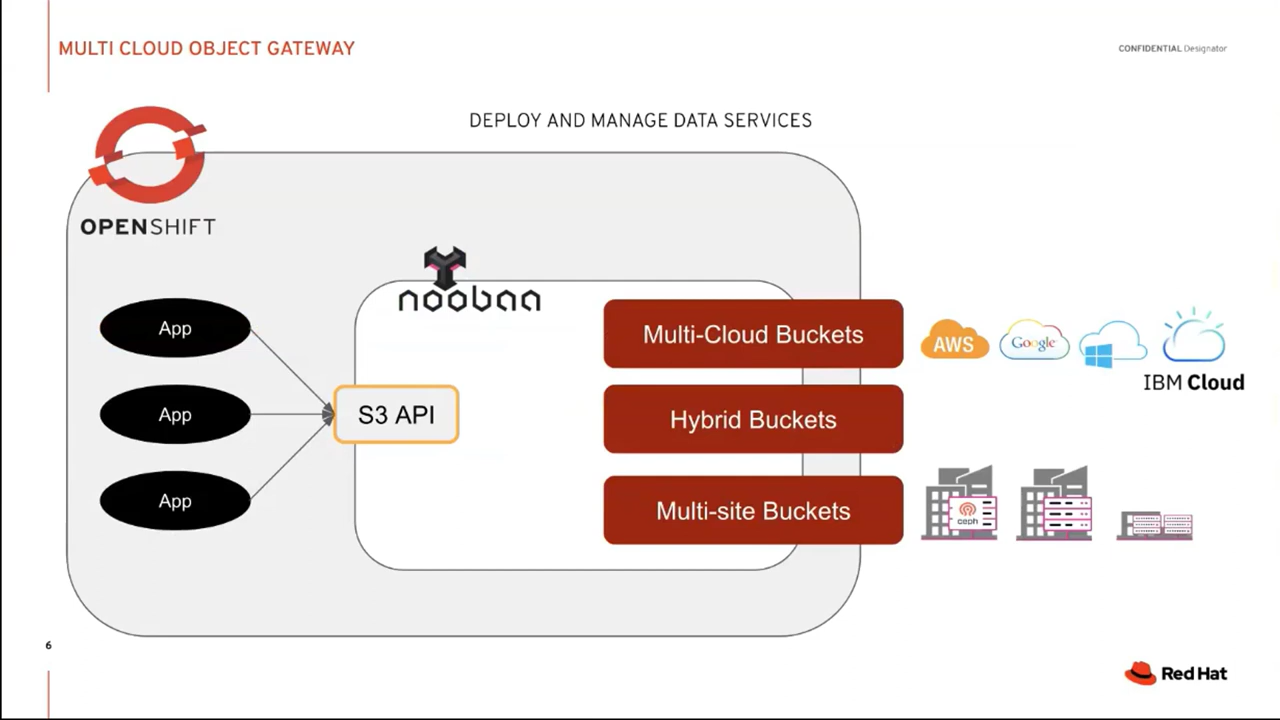 MULTI CLOUD OBJECT GATEWAY
CONFIDENTIAL Designator
DEPLOY AND MANAGE DATA SERVICES
OPENSHIFT
noobaa
App
App
App
S3 API
Multi-Cloud Buckets
Hybrid Buckets
Multi-site Buckets
AWS
Google
IBM Cloud
ceph
6
Red Hat